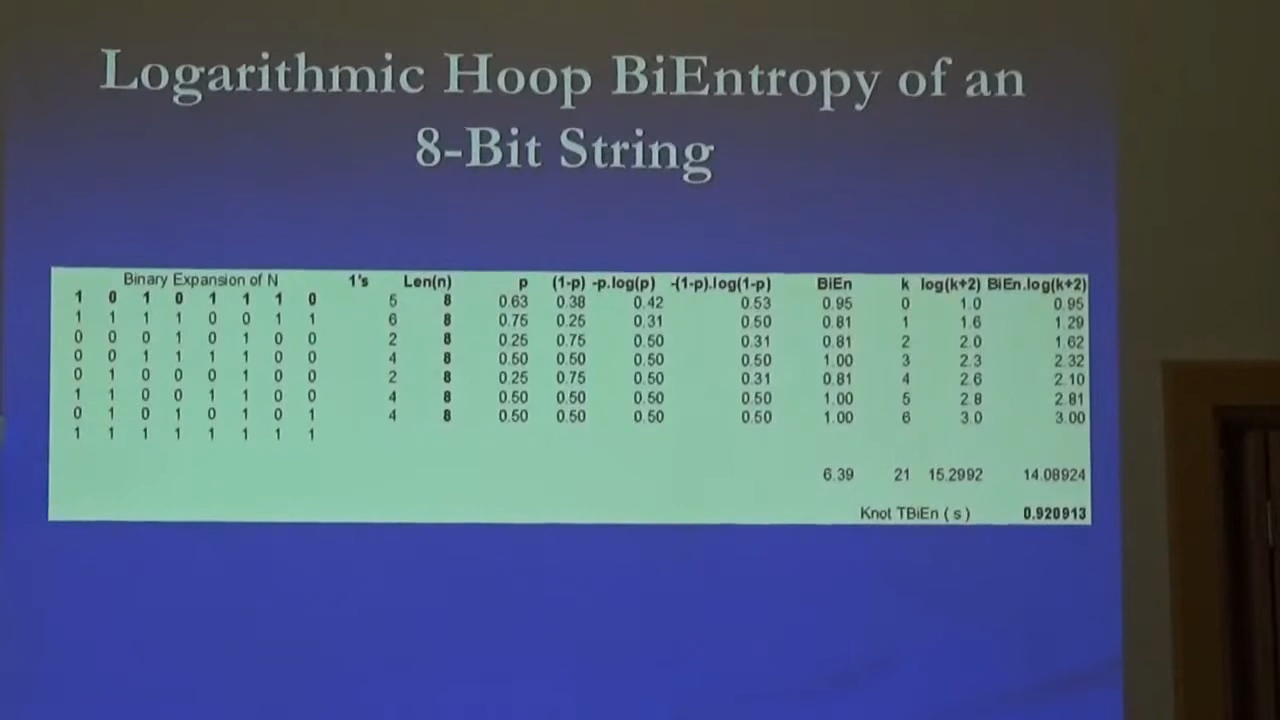 Logarithmic Hoop BiEntropy of an
8-Bit String
Binary Expansion of N 1's Len(n) p (1-p) -p.log(p) -(1-p).log(1-p) BiEn k log(k+2) BiEn.log(k+2)
1 0 1 0 1 1 1 0 5 8 0.63 0.38 0.42 0.53 0.95 0 1.0 0.95
1 1 1 1 0 0 1 1 6 8 0.75 0.25 0.31 0.50 0.81 1 1.6 1.29
0 0 0 1 0 1 0 0 2 8 0.25 0.75 0.50 0.31 0.81 2 2.0 1.62
0 0 1 1 1 1 0 0 4 8 0.50 0.50 0.50 0.50 1.00 3 2.3 2.32
0 1 0 0 0 1 0 0 2 8 0.25 0.75 0.50 0.31 0.81 4 2.6 2.10
1 1 0 0 1 1 0 0 4 8 0.50 0.50 0.50 0.50 1.00 5 2.8 2.81
0 1 0 1 0 1 0 1 4 8 0.50 0.50 0.50 0.50 1.00 6 3.0 3.00
1 1 1 1 1 1 1 1
6.39 21 15.2992 14.08924
Knot TBiEn ( s ) 0.920913